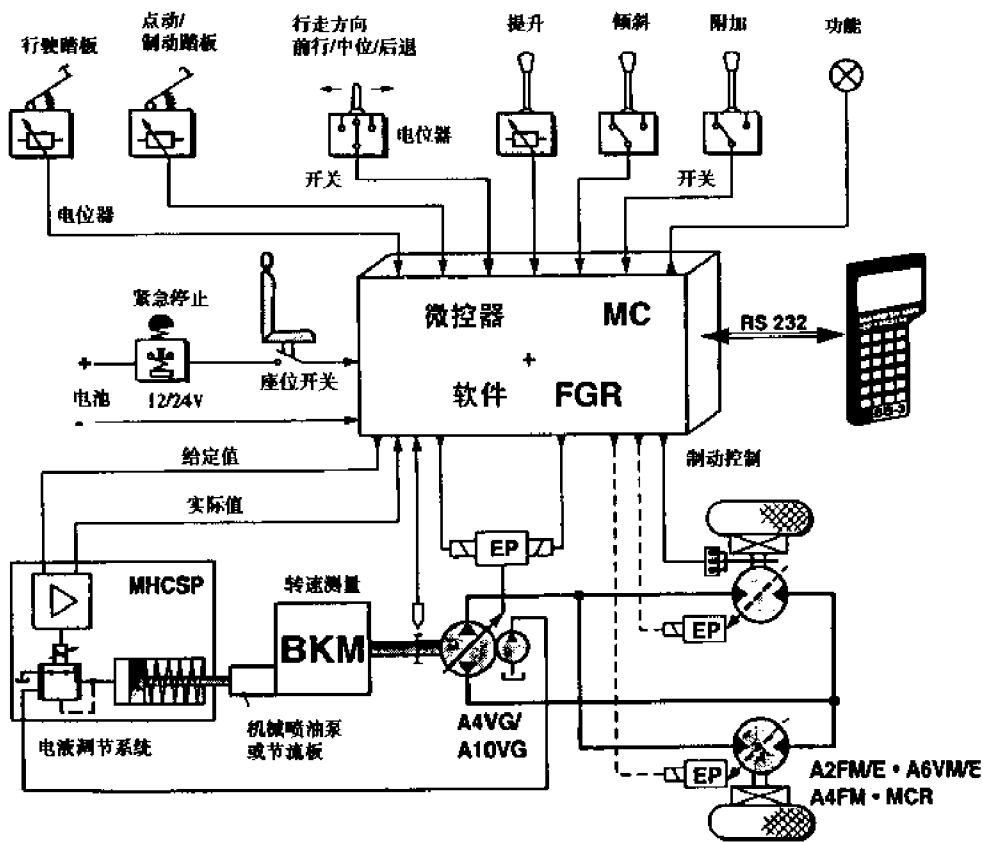 行驶踏板
点动/
制动踏板
行走方向
前行/中位/后退
提升
倾斜
附加
功能
电位器
开关
开关
电位器
紧急停止
微控器 MC
+
软件 FGR
RS 232
+
电池
-
12/24V
座位开关
给定值
实际值
制动控制
EP
MHCSP
转速测量
BKM
EP
A4VG/
A10VG
电液调节系统
机械喷油泵
或节流板
EP
A2FM/E · A6VM/E
A4FM · MCR